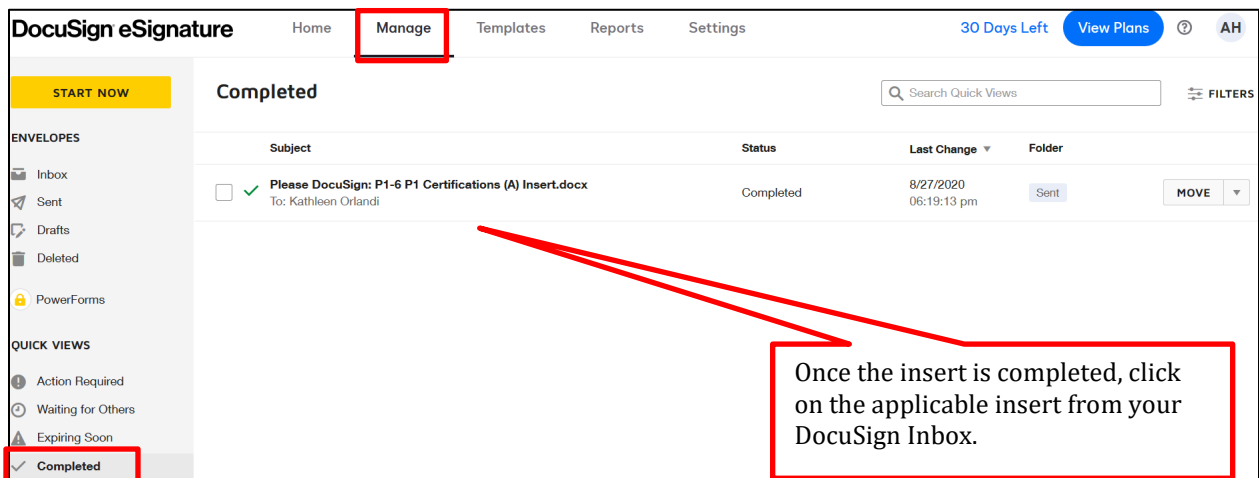 DocuSign eSignature Home Manage Templates Reports Settings 30 Days Left View Plans ? AH
START NOW
ENVELOPES
Inbox
Sent
Drafts
Deleted
PowerForms
QUICK VIEWS
Action Required
Waiting for Others
Expiring Soon
Completed
Completed
Search Quick Views
FILTERS
Subject Status Last Change Folder
Please DocuSign: P1-6 P1 Certifications (A) Insert.docx
To: Kathleen Orlandi
Completed
8/27/2020
06:19:13 pm
Sent
MOVE
Once the insert is completed, click
on the applicable insert from your
DocuSign Inbox.